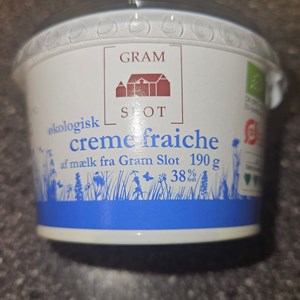 GRAM
SLOT
økologisk
creme fraiche
af mælk fra Gram Slot 190 g
38%